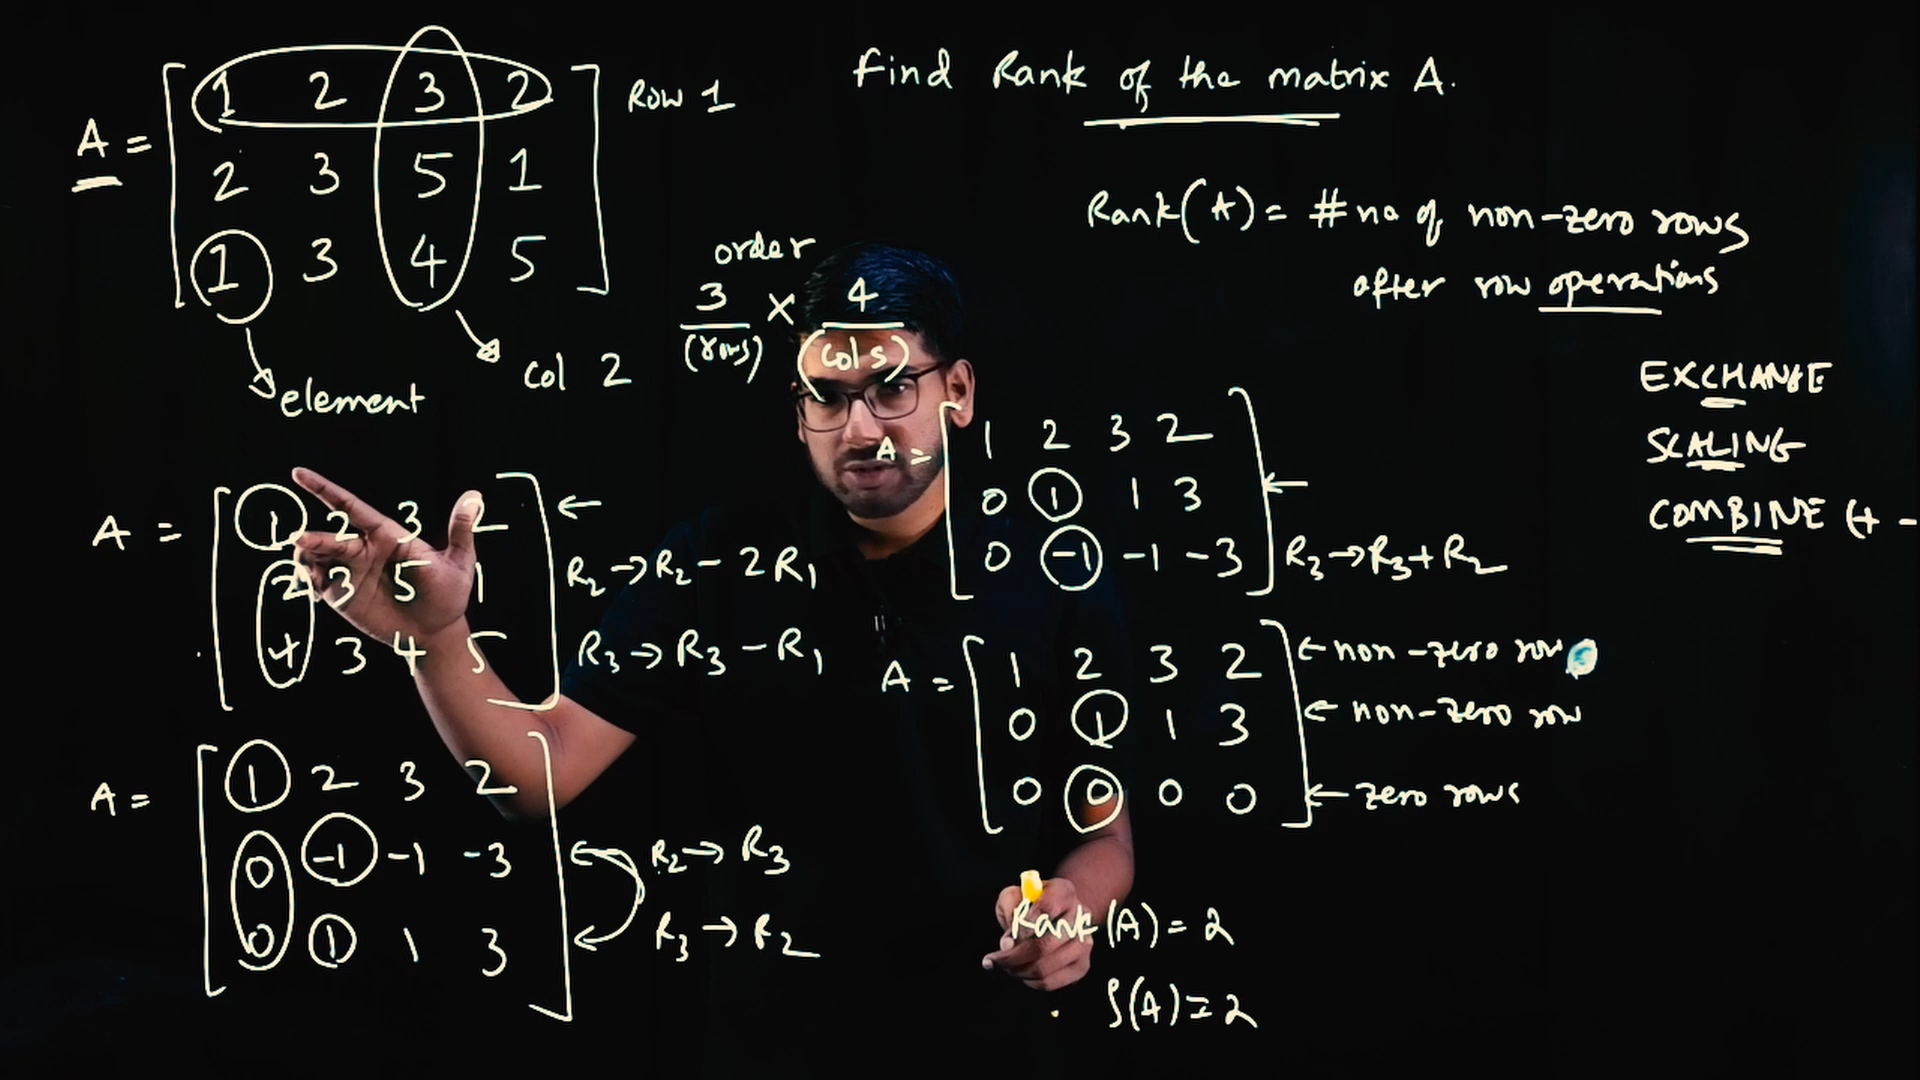 Find Rank of the matrix A.
A = [ 1 2 3 2 ] Row 1
2 3 5 1
1 3 4 5
element
col 2
order
3 × 4
(rows) (cols)
Rank(A) = # no of non-zero rows
after row operations
EXCHANGE
SCALING
COMBINE (+ -
A = [ 1 2 3 2 ] ←
2 3 5 1 R2 → R2 - 2R1
1 3 4 5 R3 → R3 - R1
A = [ 1 2 3 2 ]
0 -1 -1 -3 R2 → R3
0 1 1 3 R3 → R2
A = [ 1 2 3 2 ]
0 1 1 3 ←
0 -1 -1 -3 R3 → R3 + R2
A = [ 1 2 3 2 ] ← non-zero row
0 1 1 3 ← non-zero row
0 0 0 0 ← zero rows
Rank(A) = 2
ρ(A) = 2